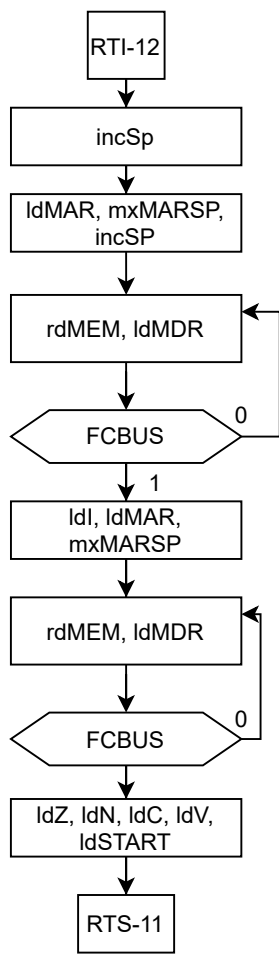 RTI-12
incSp
ldMAR, mxMARSP,
incSP
rdMEM, ldMDR
FCBUS
0
1
ldI, ldMAR,
mxMARSP
rdMEM, ldMDR
FCBUS
0
ldZ, ldN, ldC, ldV,
ldSTART
RTS-11